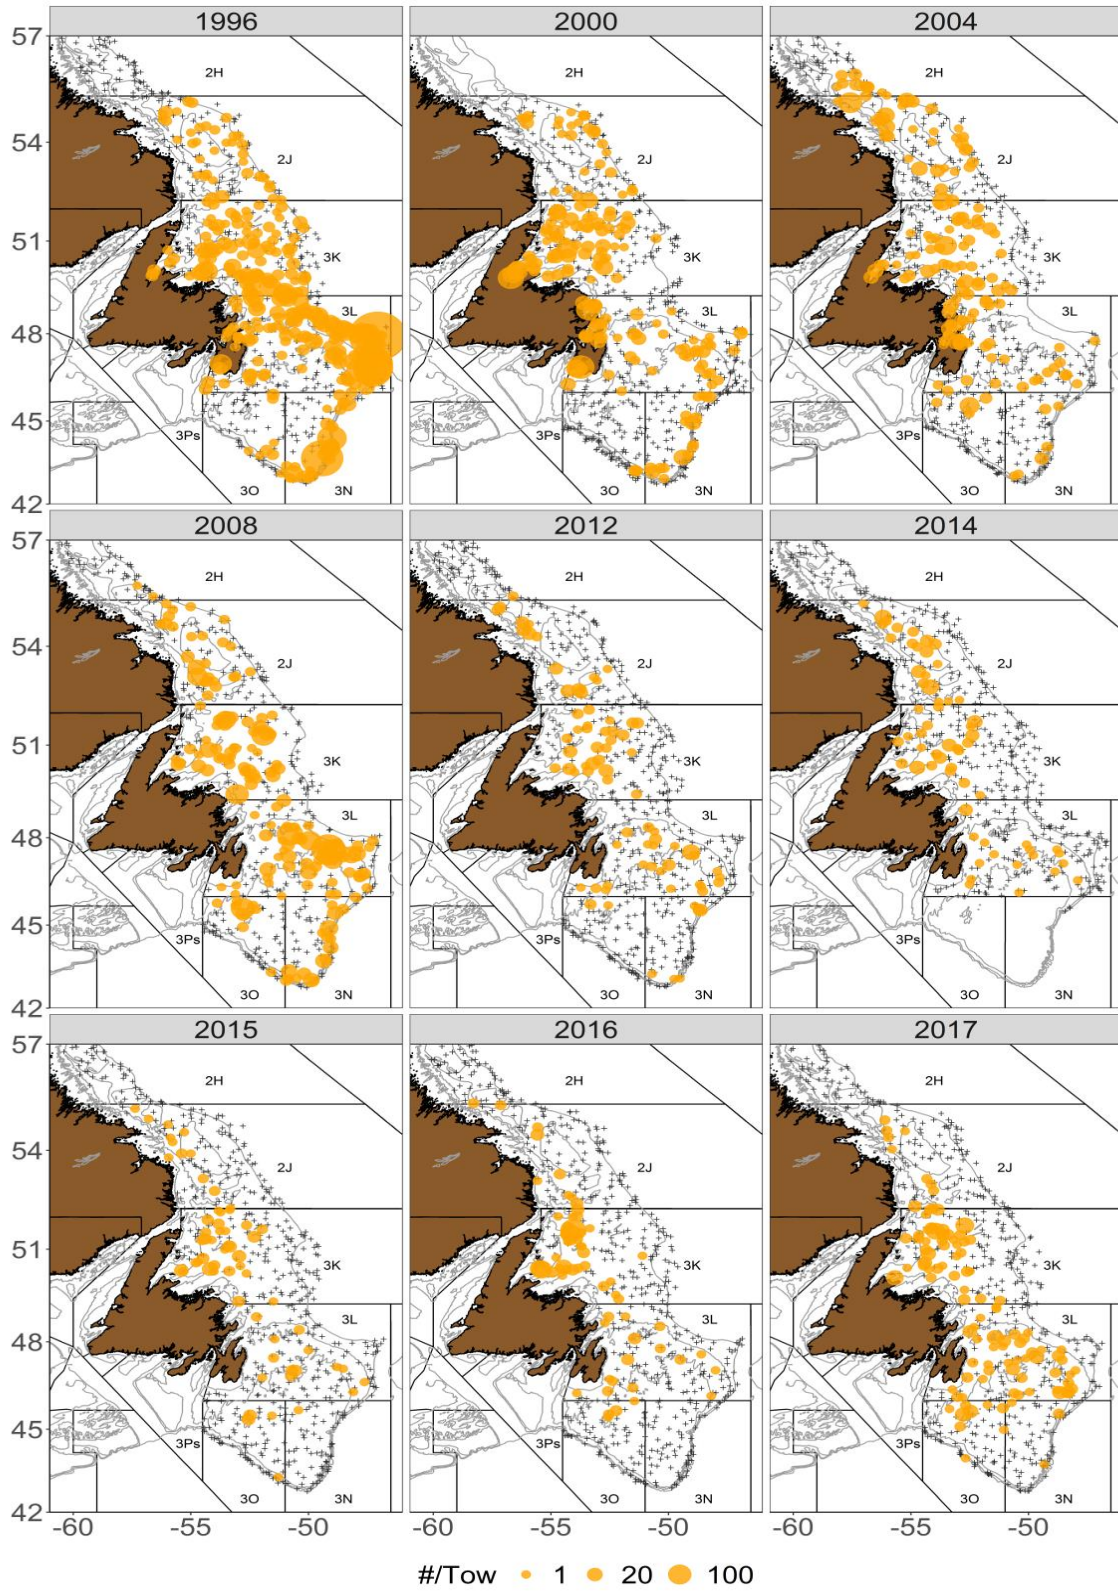 1996 2000 2004
57
2H 2H 2H
54
2J 2J 2J
51
3K 3K 3K
3L 3L 3L
48
45
3Ps 3Ps 3Ps
3O 3N 3O 3N 3O 3N
42
2008 2012 2014
57
2H 2H 2H
54
2J 2J 2J
51
3K 3K 3K
3L 3L 3L
48
45
3Ps 3Ps 3Ps
3O 3N 3O 3N 3O 3N
42
2015 2016 2017
57
2H 2H 2H
54
2J 2J 2J
51
3K 3K 3K
3L 3L 3L
48
45
3Ps 3Ps 3Ps
3O 3N 3O 3N 3O 3N
42
-60 -55 -50 -60 -55 -50 -60 -55 -50
#/Tow 1 20 100